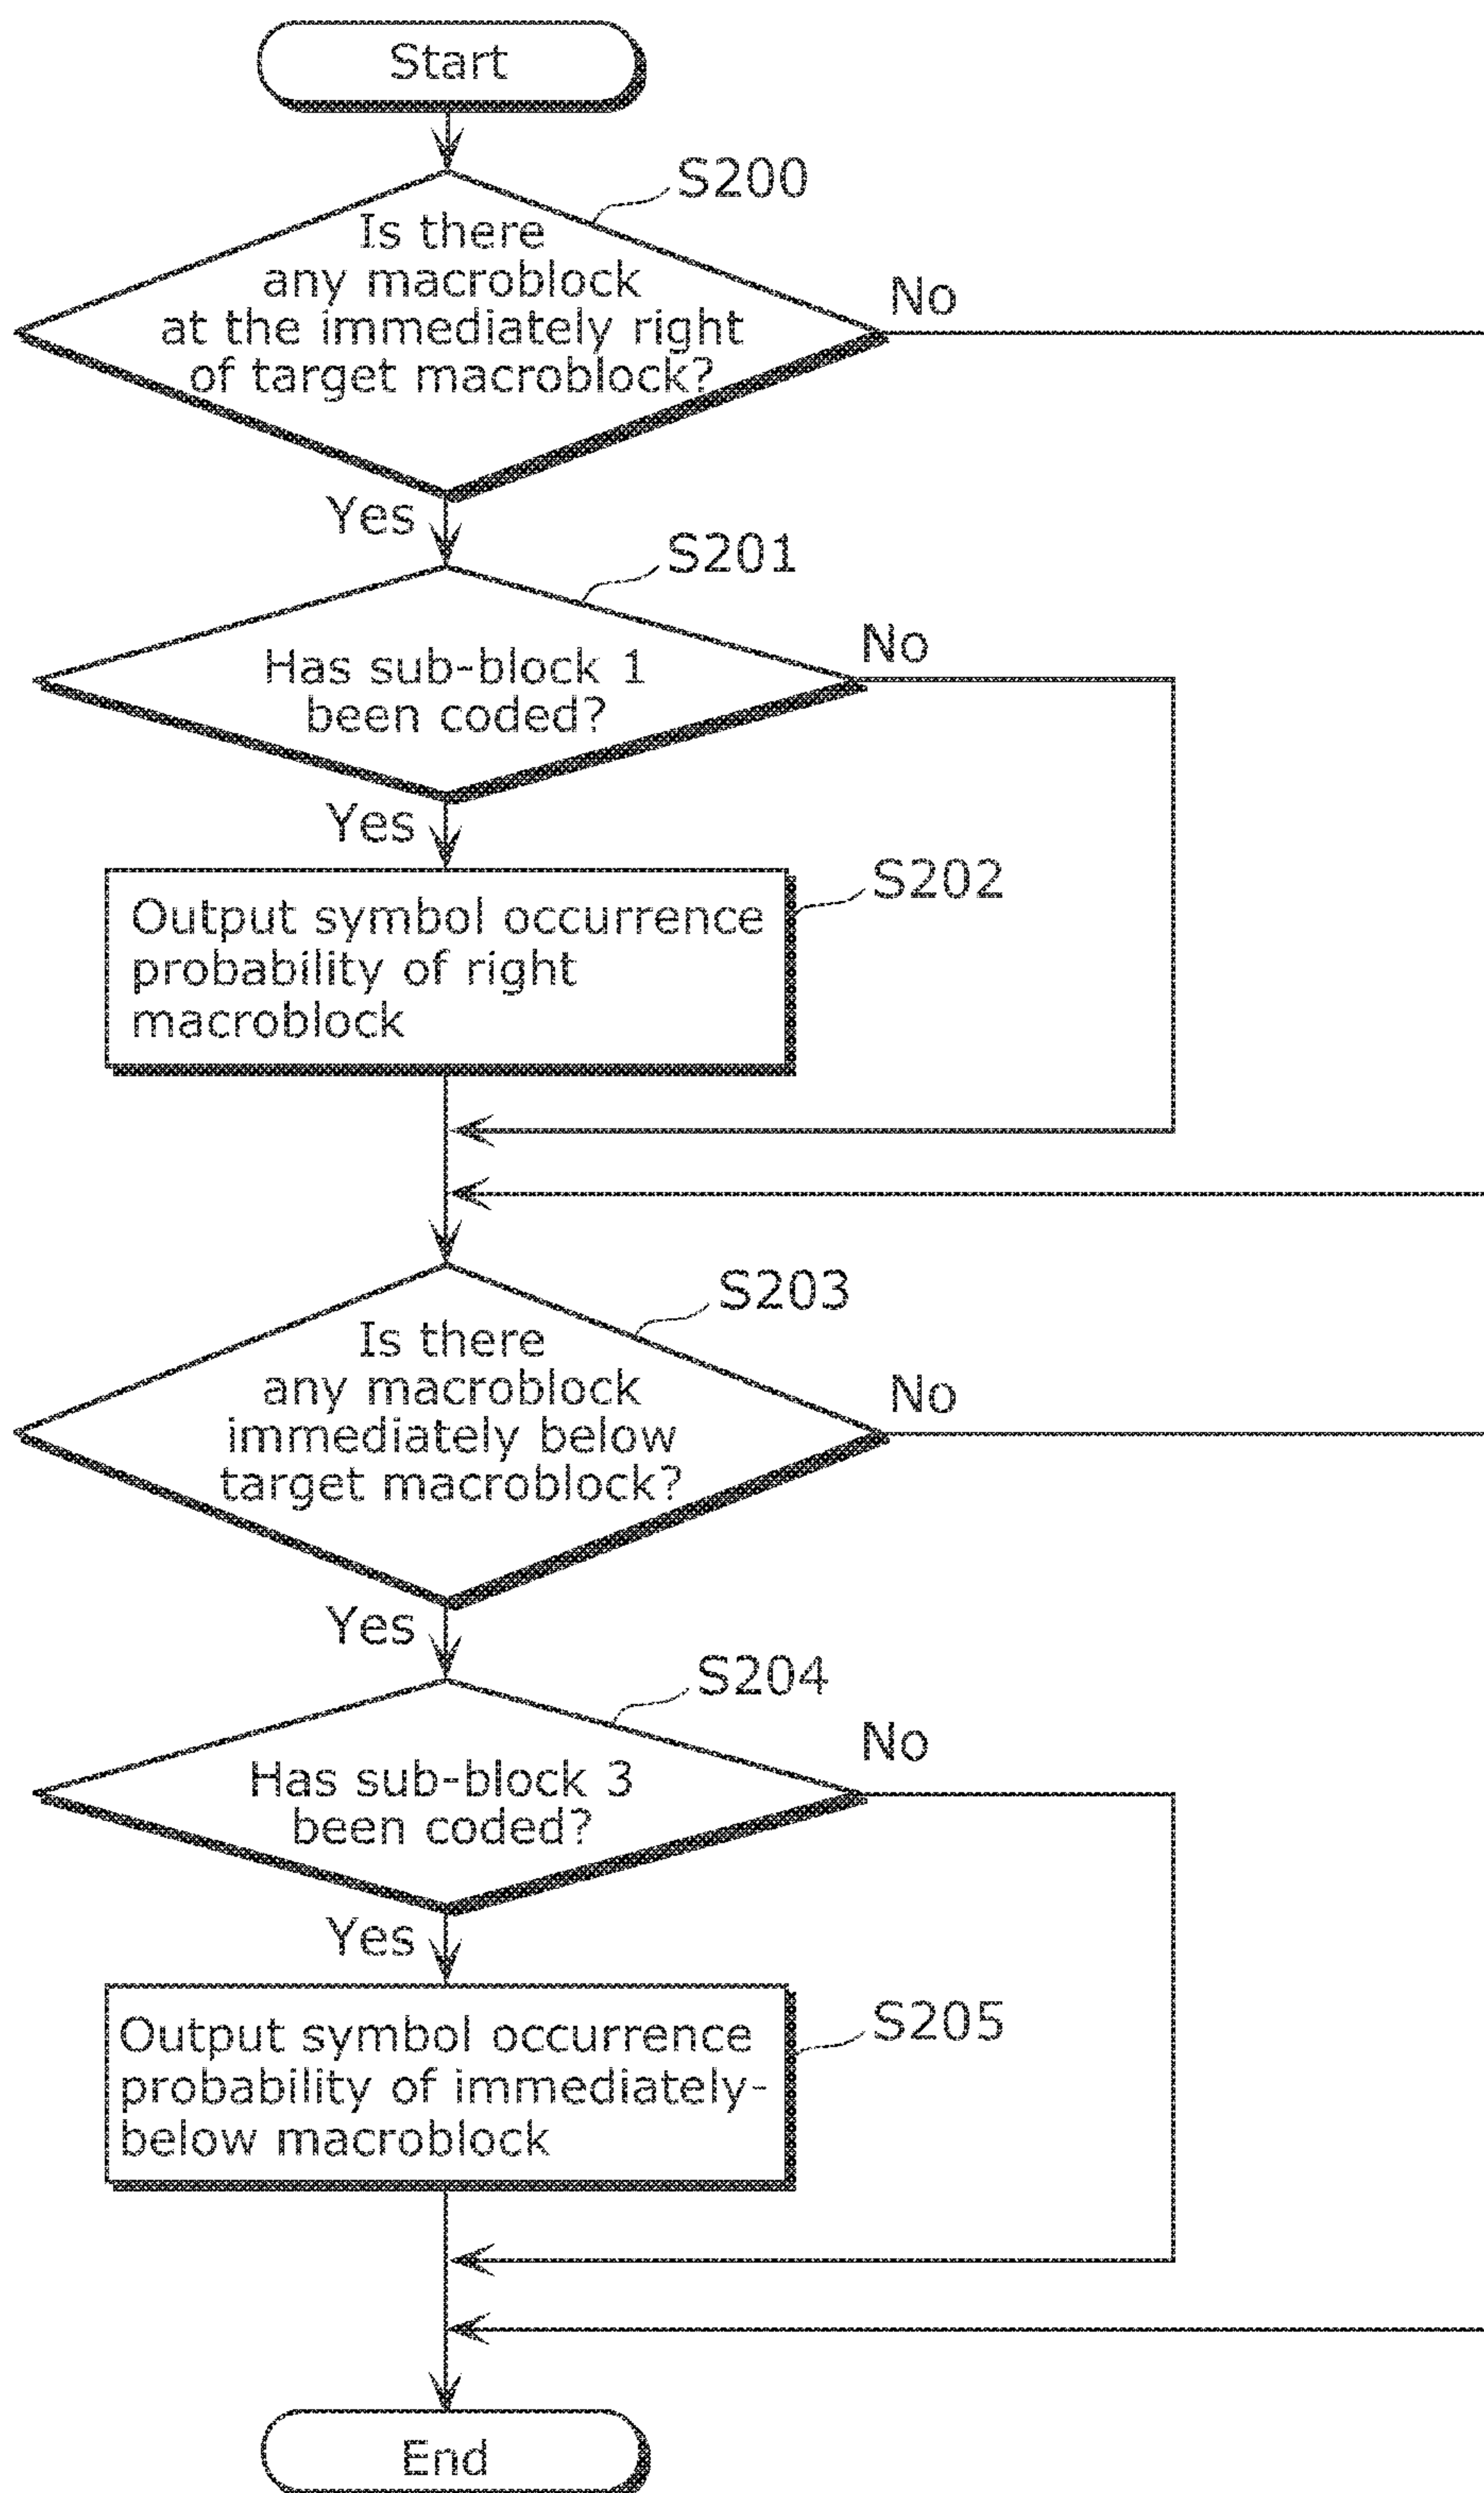 Start
S200
Is there
any macroblock
at the immediately right
of target macroblock?
No
Yes
S201
Has sub-block 1
been coded?
No
Yes
S202
Output symbol occurrence
probability of right
macroblock
S203
Is there
any macroblock
immediately below
target macroblock?
No
Yes
S204
Has sub-block 3
been coded?
No
Yes
S205
Output symbol occurrence
probability of immediately-
below macroblock
End